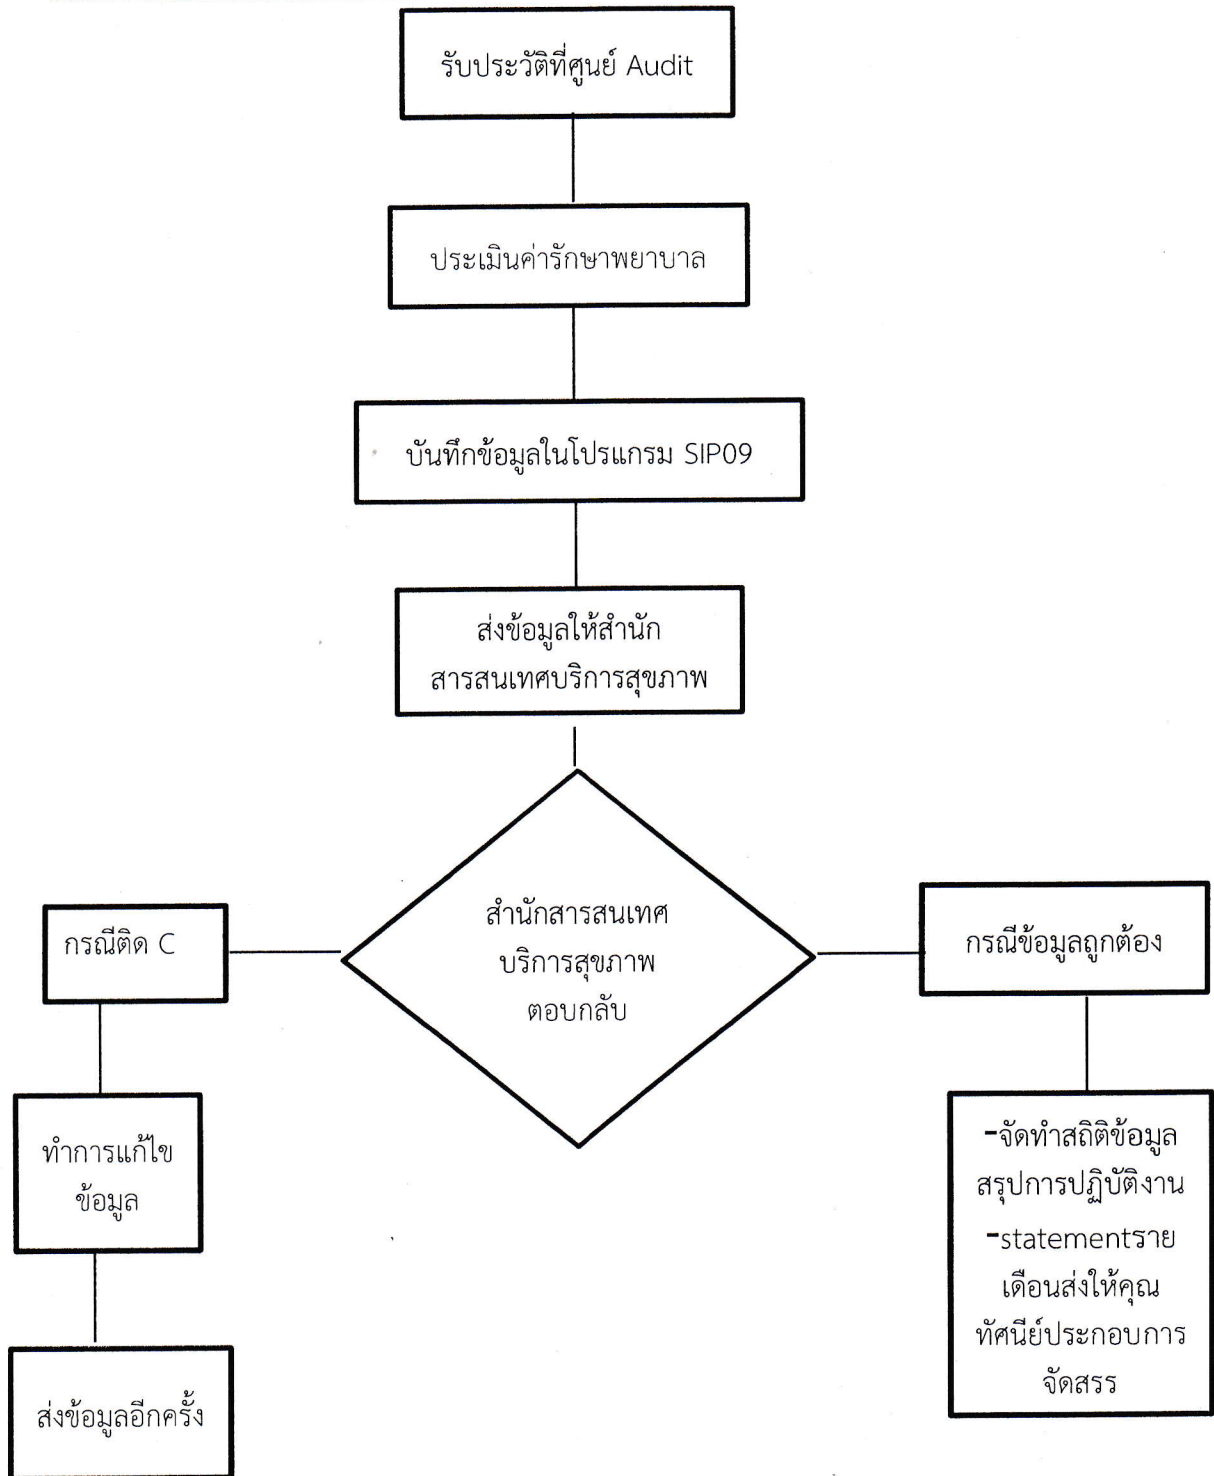 รับประวัติที่ศูนย์ Audit
ประเมินค่ารักษาพยาบาล
บันทึกข้อมูลในโปรแกรม SIP09
ส่งข้อมูลให้สำนัก
สารสนเทศบริการสุขภาพ
สำนักสารสนเทศ
บริการสุขภาพ
ตอบกลับ
กรณีติด C
ทำการแก้ไข
ข้อมูล
ส่งข้อมูลอีกครั้ง
กรณีข้อมูลถูกต้อง
-จัดทำสถิติข้อมูล
สรุปการปฏิบัติงาน
-statementราย
เดือนส่งให้คุณ
ทัศนีย์ประกอบการ
จัดสรร